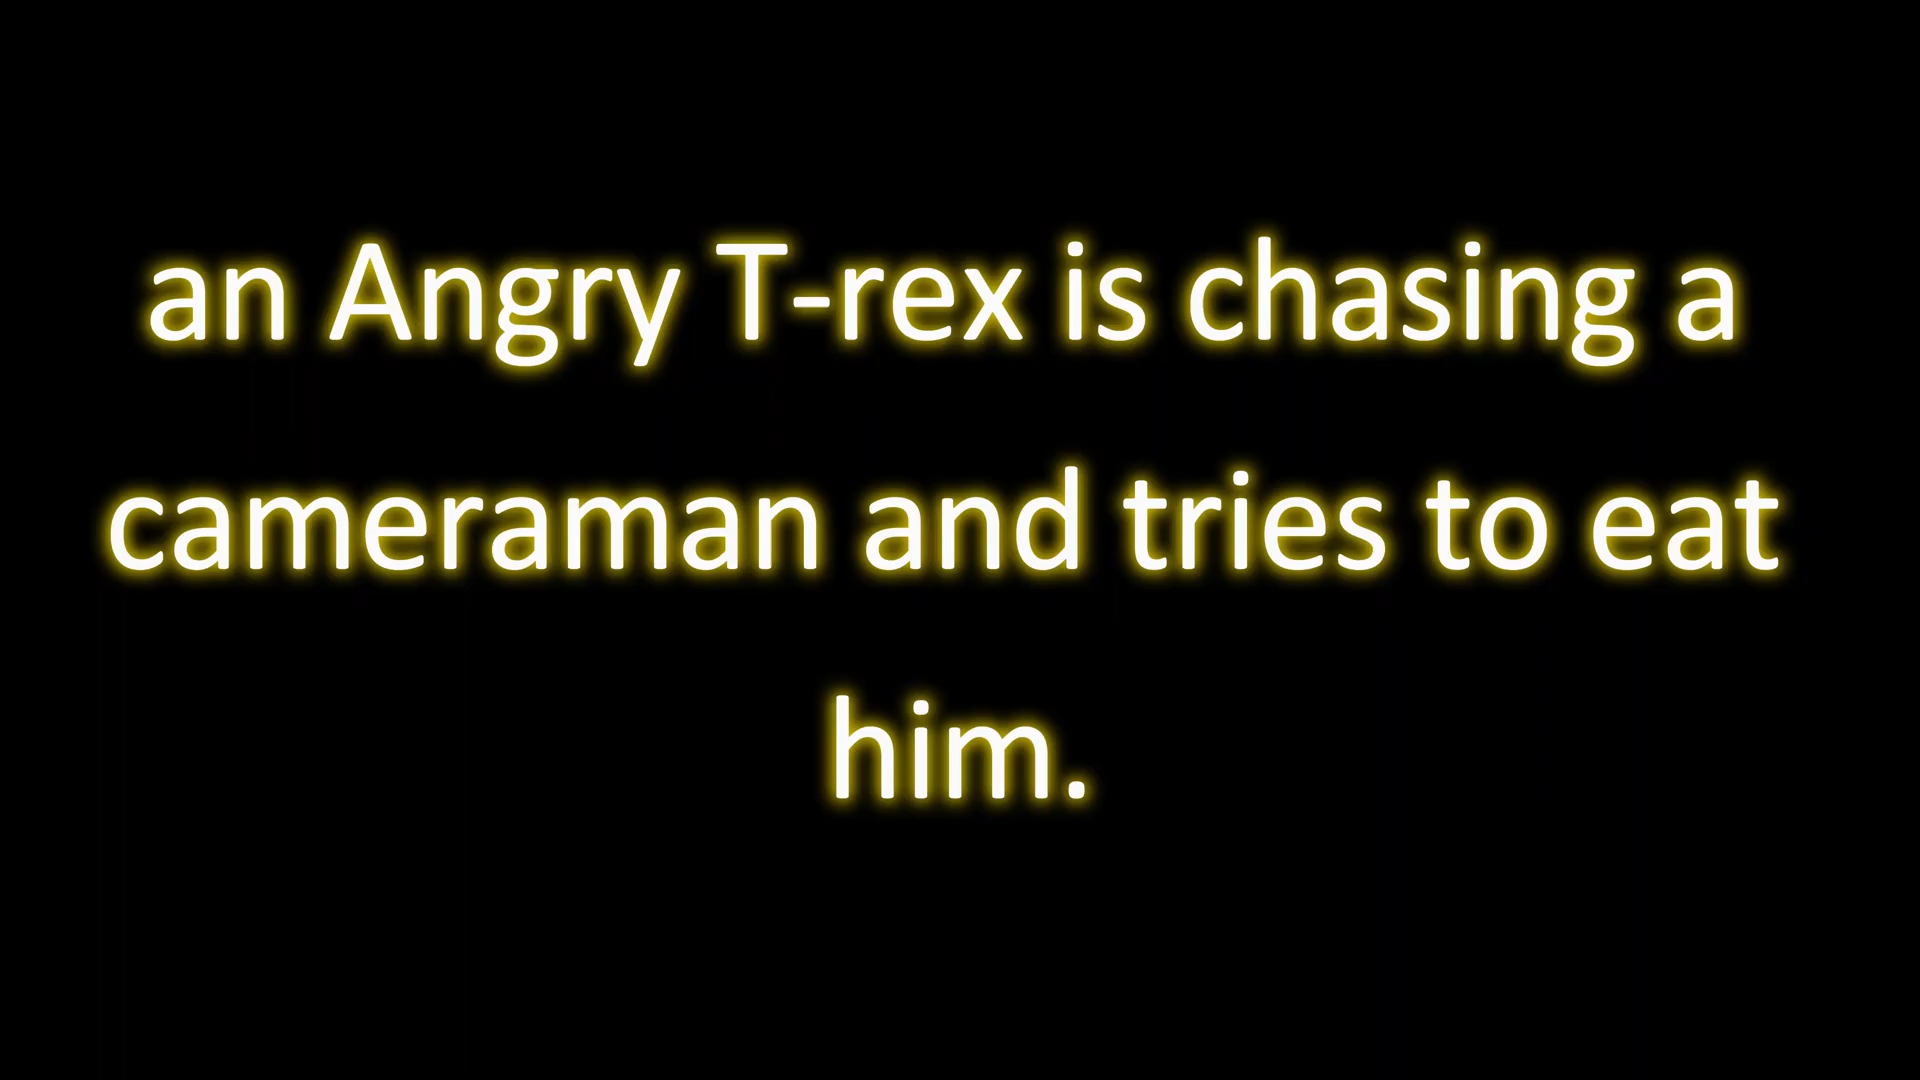 an Angry T-rex is chasing a
cameraman and tries to eat
him.